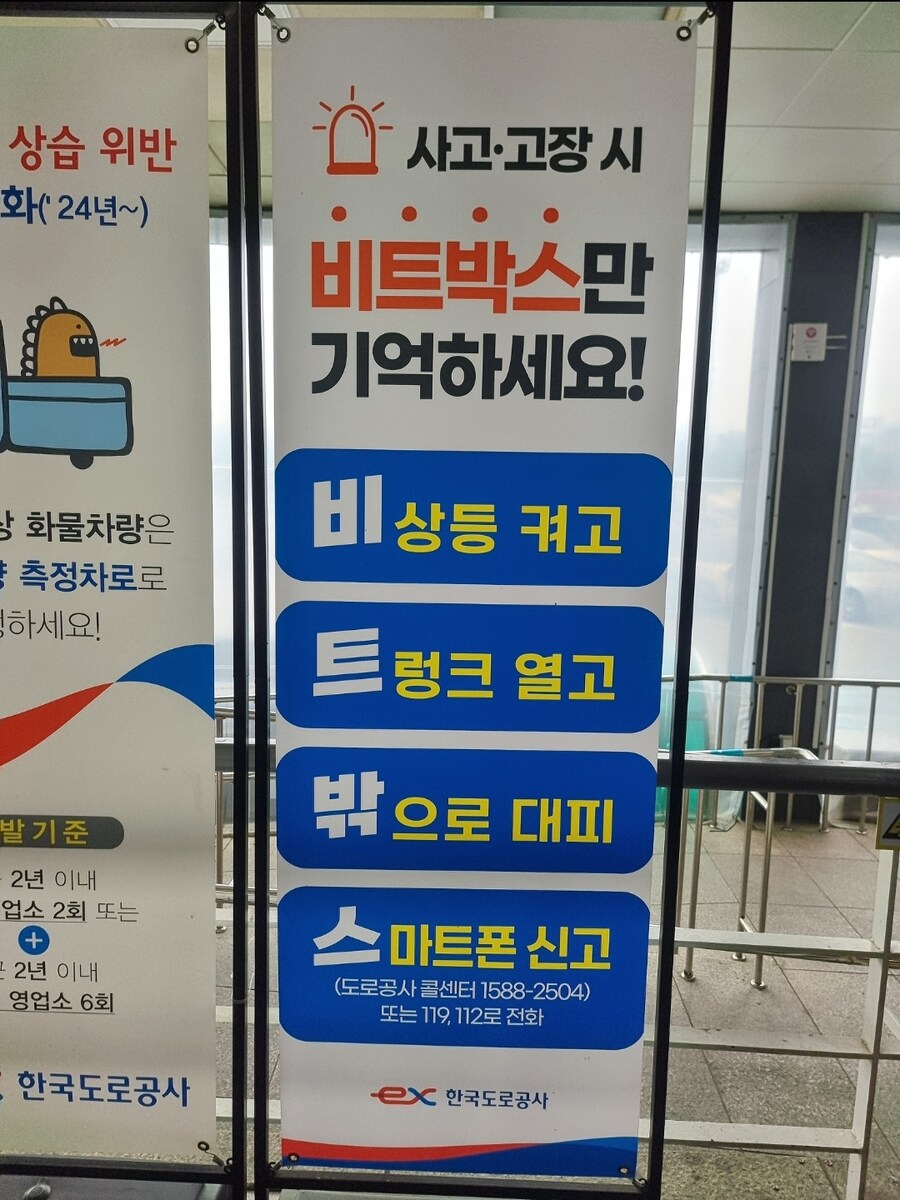 상습 위반
화('24년~)
화물차량은
측정차로로
하세요!
발기준
2년 이내
업소 2회 또는
+
2년 이내
영업소 6회
한국도로공사
사고·고장 시
비트박스만
기억하세요!
비상등 켜고
트렁크 열고
밖으로 대피
스마트폰 신고
(도로공사 콜센터 1588-2504)
또는 119, 112로 전화
ex 한국도로공사